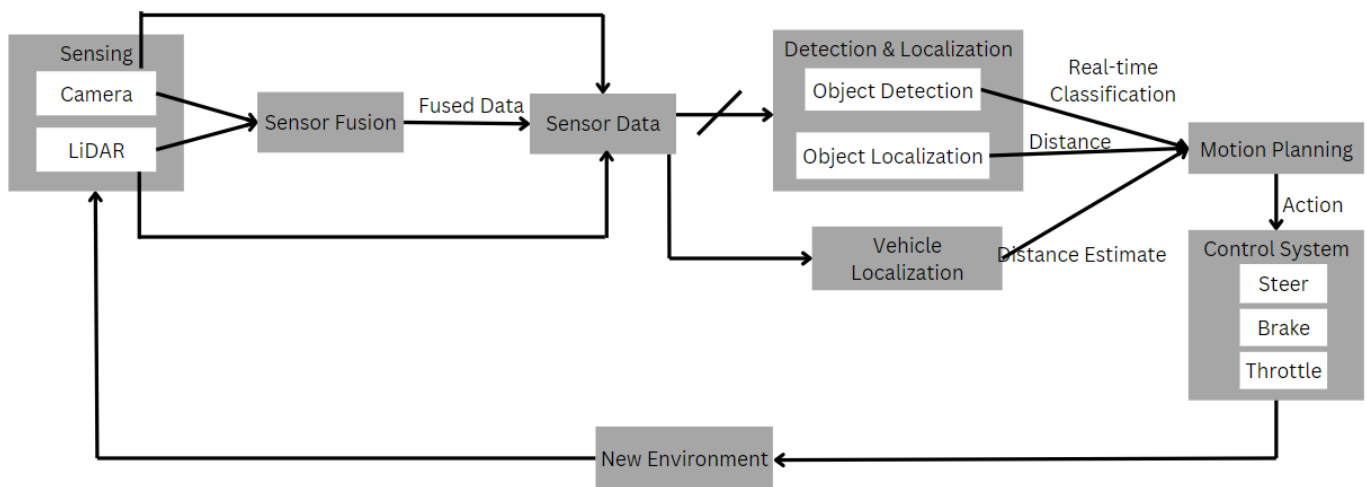 Sensing
Camera
LiDAR
Sensor Fusion
Fused Data
Sensor Data
Detection & Localization
Object Detection
Object Localization
Real-time
Classification
Distance
Motion Planning
Vehicle
Localization
Distance Estimate
Action
Control System
Steer
Brake
Throttle
New Environment